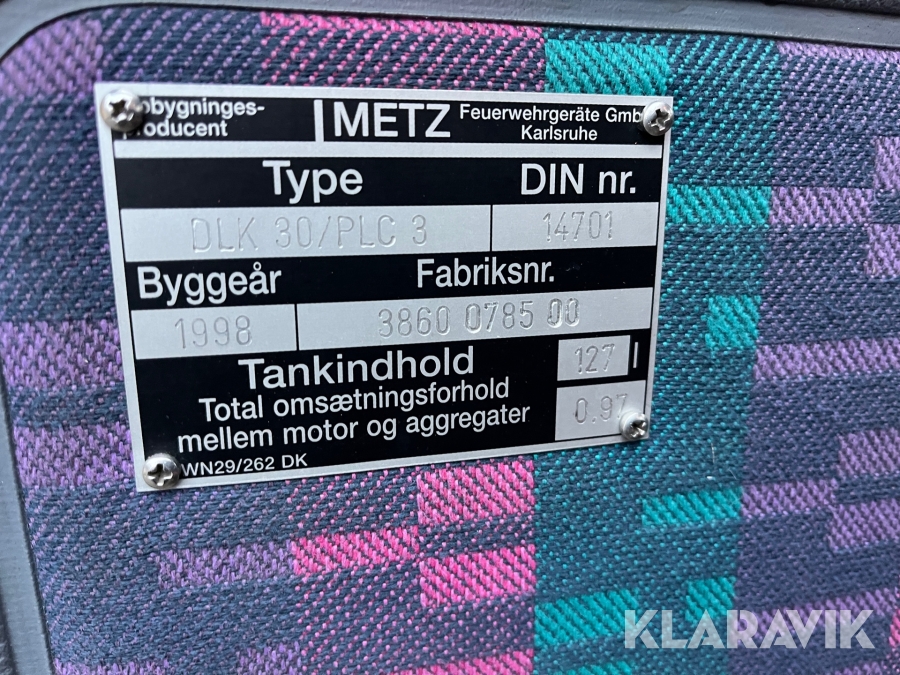 obygninges-
oducent
METZ
Feuerwehrgeräte Gmb
Karlsruhe
Type
DIN nr.
DLK 30/PLC 3
14701
Byggeår
Fabriksnr.
1998
3860 0785 00
Tankindhold
127 l
Total omsætningsforhold
mellem motor og aggregater
0.97
WN29/262 DK
KLARAVIK